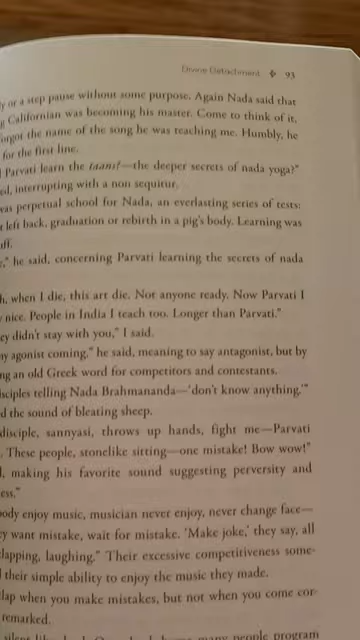 Divine Detachment ❖ 93
y or a step pause without some purpose. Again Nada said that
g Californian was becoming his master. Come to think of it,
forgot the name of the song he was teaching me. Humbly, he
for the first line.
Parvati learn the taans?—the deeper secrets of nada yoga?"
ed, interrupting with a non sequitur.
was perpetual school for Nada, an everlasting series of tests:
t left back, graduation or rebirth in a pig's body. Learning was
uff.
," he said, concerning Parvati learning the secrets of nada
h, when I die, this art die. Not anyone ready. Now Parvati I
nice. People in India I teach too. Longer than Parvati."
ey didn't stay with you," I said.
ny agonist coming," he said, meaning to say antagonist, but by
ng an old Greek word for competitors and contestants.
isciples telling Nada Brahmananda—'don't know anything.'"
d the sound of bleating sheep.
disciple, sannyasi, throws up hands, fight me—Parvati
. These people, stonelike sitting—one mistake! Bow wow!"
l, making his favorite sound suggesting perversity and
ess."
body enjoy music, musician never enjoy, never change face—
ey want mistake, wait for mistake. 'Make joke,' they say, all
lapping, laughing." Their excessive competitiveness some-
their simple ability to enjoy the music they made.
lap when you make mistakes, but not when you come cor-
remarked.
many people program